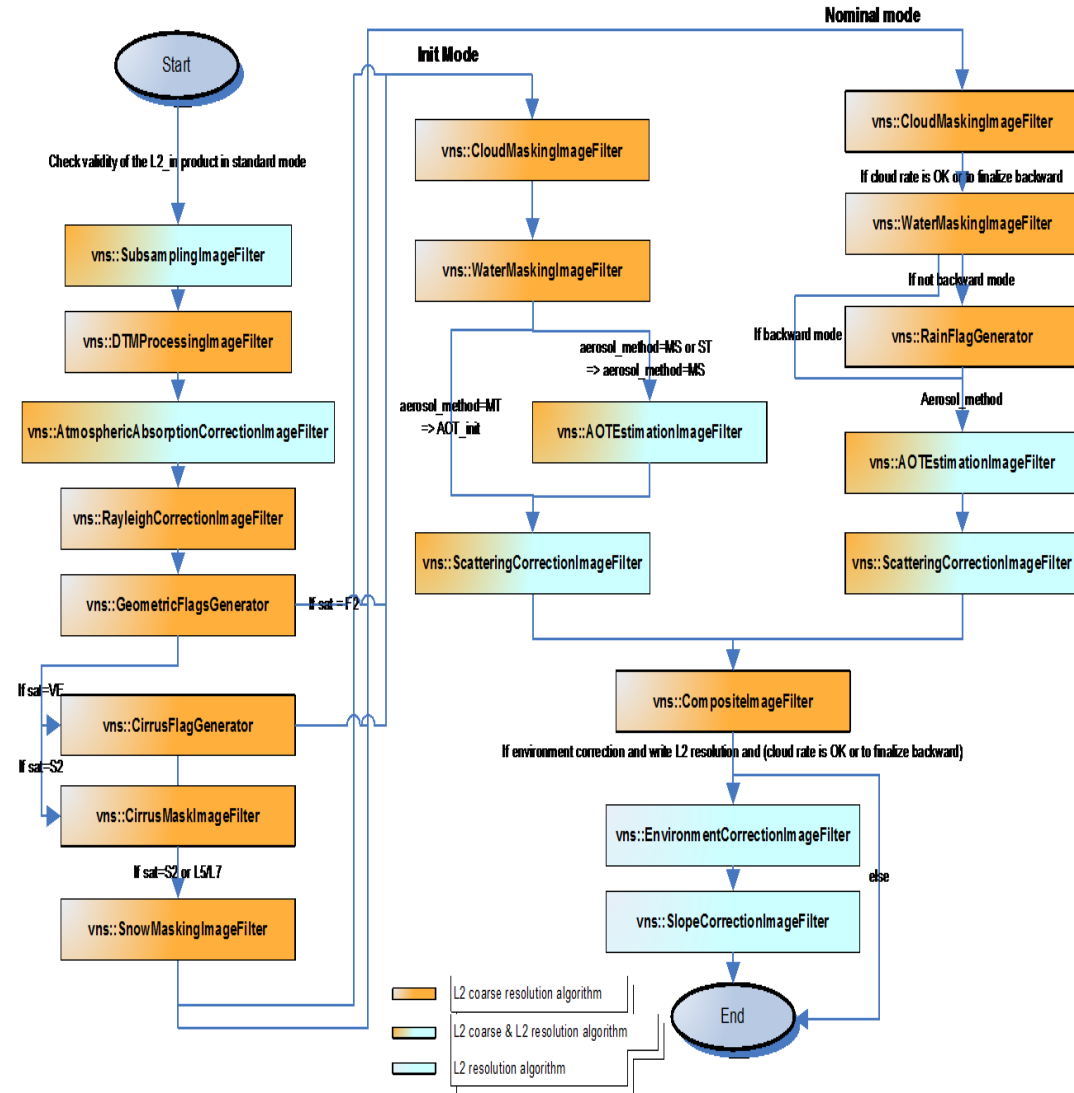 Nominal mode
Init Mode
Start
Check validity of the L2_in product in standard mode
vns::SubsamplingImageFilter
vns::DTMProcessingImageFilter
vns::AtmosphericAbsorptionCorrectionImageFilter
vns::RayleighCorrectionImageFilter
vns::GeometricFlagsGenerator
If sat = F2
If sat=VE
vns::CirrusFlagGenerator
If sat=S2
vns::CirrusMaskImageFilter
If sat=S2 or L5/L7
vns::SnowMaskingImageFilter
vns::CloudMaskingImageFilter
vns::WaterMaskingImageFilter
aerosol_method=MS or ST
=> aerosol_method=MS
aerosol_method=MT
=> AOT_init
vns::AOTEstimationImageFilter
vns::ScatteringCorrectionImageFilter
vns::CloudMaskingImageFilter
If cloud rate is OK or to finalize backward
vns::WaterMaskingImageFilter
If not backward mode
If backward mode
vns::RainFlagGenerator
Aerosol_method
vns::AOTEstimationImageFilter
vns::ScatteringCorrectionImageFilter
vns::CompositeImageFilter
If environment correction and write L2 resolution and (cloud rate is OK or to finalize backward)
vns::EnvironmentCorrectionImageFilter
else
vns::SlopeCorrectionImageFilter
End
L2 coarse resolution algorithm
L2 coarse & L2 resolution algorithm
L2 resolution algorithm